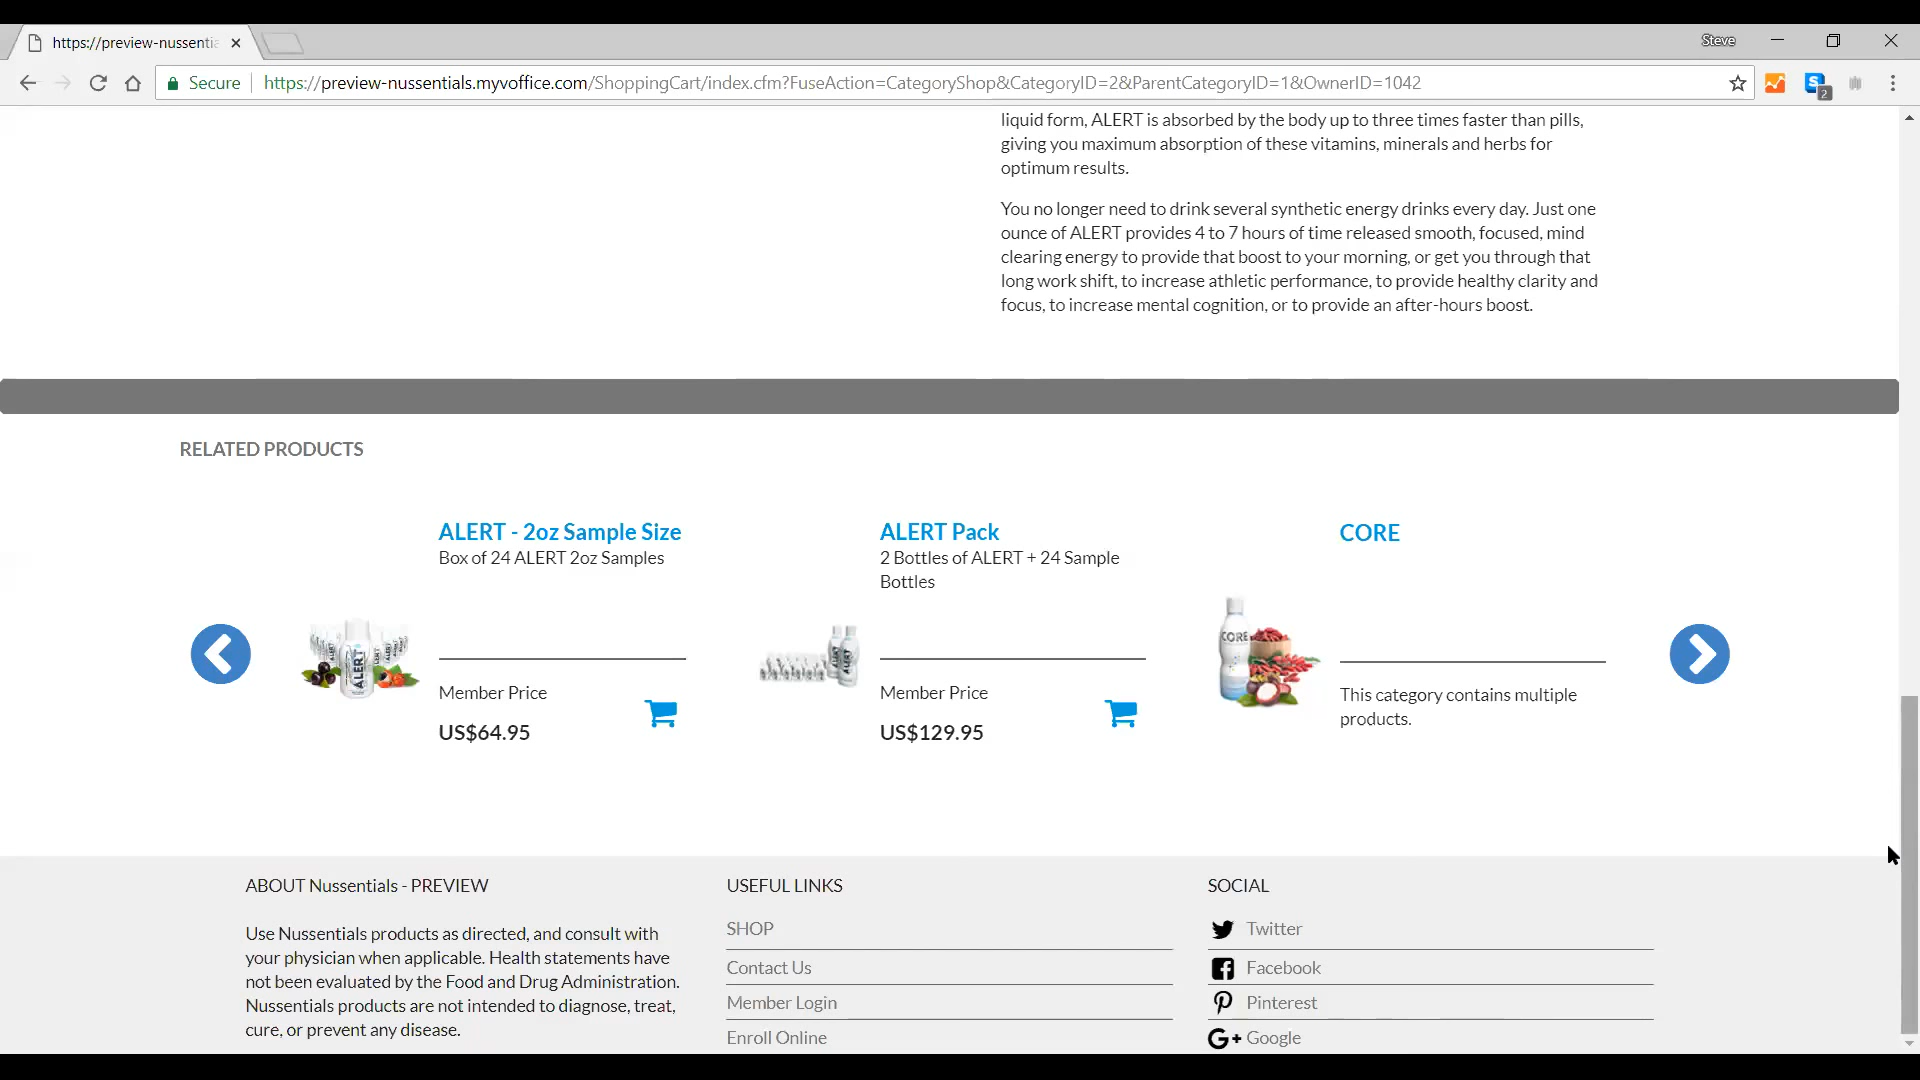 https://preview-nussentia
Steve
Secure
https://preview-nussentials.myvoffice.com/ShoppingCart/index.cfm?FuseAction=CategoryShop&CategoryID=2&ParentCategoryID=1&OwnerID=1042
2
liquid form, ALERT is absorbed by the body up to three times faster than pills,
giving you maximum absorption of these vitamins, minerals and herbs for
optimum results.
You no longer need to drink several synthetic energy drinks every day. Just one
ounce of ALERT provides 4 to 7 hours of time released smooth, focused, mind
clearing energy to provide that boost to your morning, or get you through that
long work shift, to increase athletic performance, to provide healthy clarity and
focus, to increase mental cognition, or to provide an after-hours boost.
RELATED PRODUCTS
ALERT - 2oz Sample Size
Box of 24 ALERT 2oz Samples
ALERT
Member Price
US$64.95
ALERT Pack
2 Bottles of ALERT + 24 Sample
Bottles
Member Price
US$129.95
CORE
CORE
This category contains multiple
products.
ABOUT Nussentials - PREVIEW
Use Nussentials products as directed, and consult with
your physician when applicable. Health statements have
not been evaluated by the Food and Drug Administration.
Nussentials products are not intended to diagnose, treat,
cure, or prevent any disease.
USEFUL LINKS
SHOP
Contact Us
Member Login
Enroll Online
SOCIAL
Twitter
Facebook
Pinterest
Google